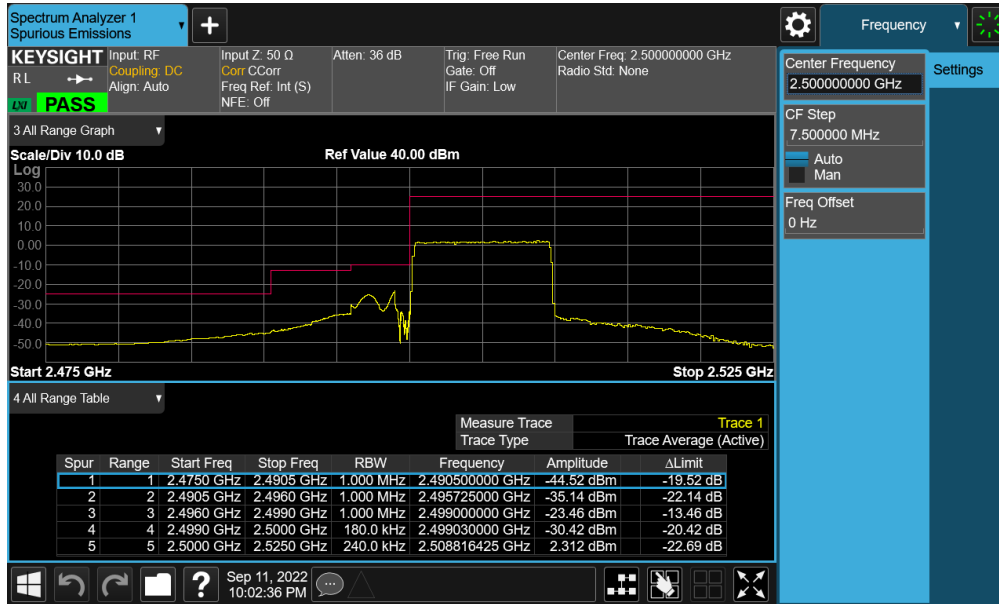 Spectrum Analyzer 1
Spurious Emissions
Frequency
KEYSIGHT
R L
PASS
Input: RF
Coupling: DC
Align: Auto
Input Z: 50 Ω
Corr CCorr
Freq Ref: Int (S)
NFE: Off
Atten: 36 dB
Trig: Free Run
Gate: Off
IF Gain: Low
Center Freq: 2.500000000 GHz
Radio Std: None
Center Frequency
2.500000000 GHz
Settings
CF Step
7.500000 MHz
Auto
Man
Freq Offset
0 Hz
3 All Range Graph
Scale/Div 10.0 dB
Ref Value 40.00 dBm
Log
30.0
20.0
10.0
0.00
-10.0
-20.0
-30.0
-40.0
-50.0
Start 2.475 GHz
Stop 2.525 GHz
4 All Range Table
Measure Trace Trace 1
Trace Type Trace Average (Active)
Spur Range Start Freq Stop Freq RBW Frequency Amplitude ΔLimit
1 1 2.4750 GHz 2.4905 GHz 1.000 MHz 2.490500000 GHz -44.52 dBm -19.52 dB
2 2 2.4905 GHz 2.4960 GHz 1.000 MHz 2.495725000 GHz -35.14 dBm -22.14 dB
3 3 2.4960 GHz 2.4990 GHz 1.000 MHz 2.499000000 GHz -23.46 dBm -13.46 dB
4 4 2.4990 GHz 2.5000 GHz 180.0 kHz 2.499030000 GHz -30.42 dBm -20.42 dB
5 5 2.5000 GHz 2.5250 GHz 240.0 kHz 2.508816425 GHz 2.312 dBm -22.69 dB
Sep 11, 2022
10:02:36 PM